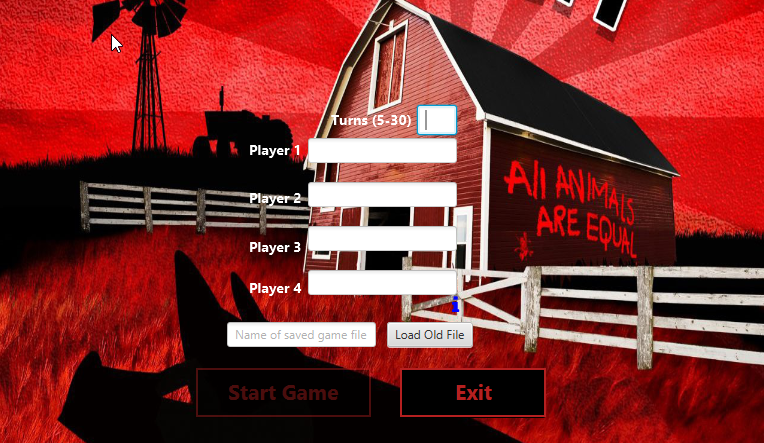 Turns (5-30)
Player 1
Player 2
Player 3
Player 4
i
Name of saved game file
Load Old File
Start Game
Exit
All ANIMALS
ARE EQUAL